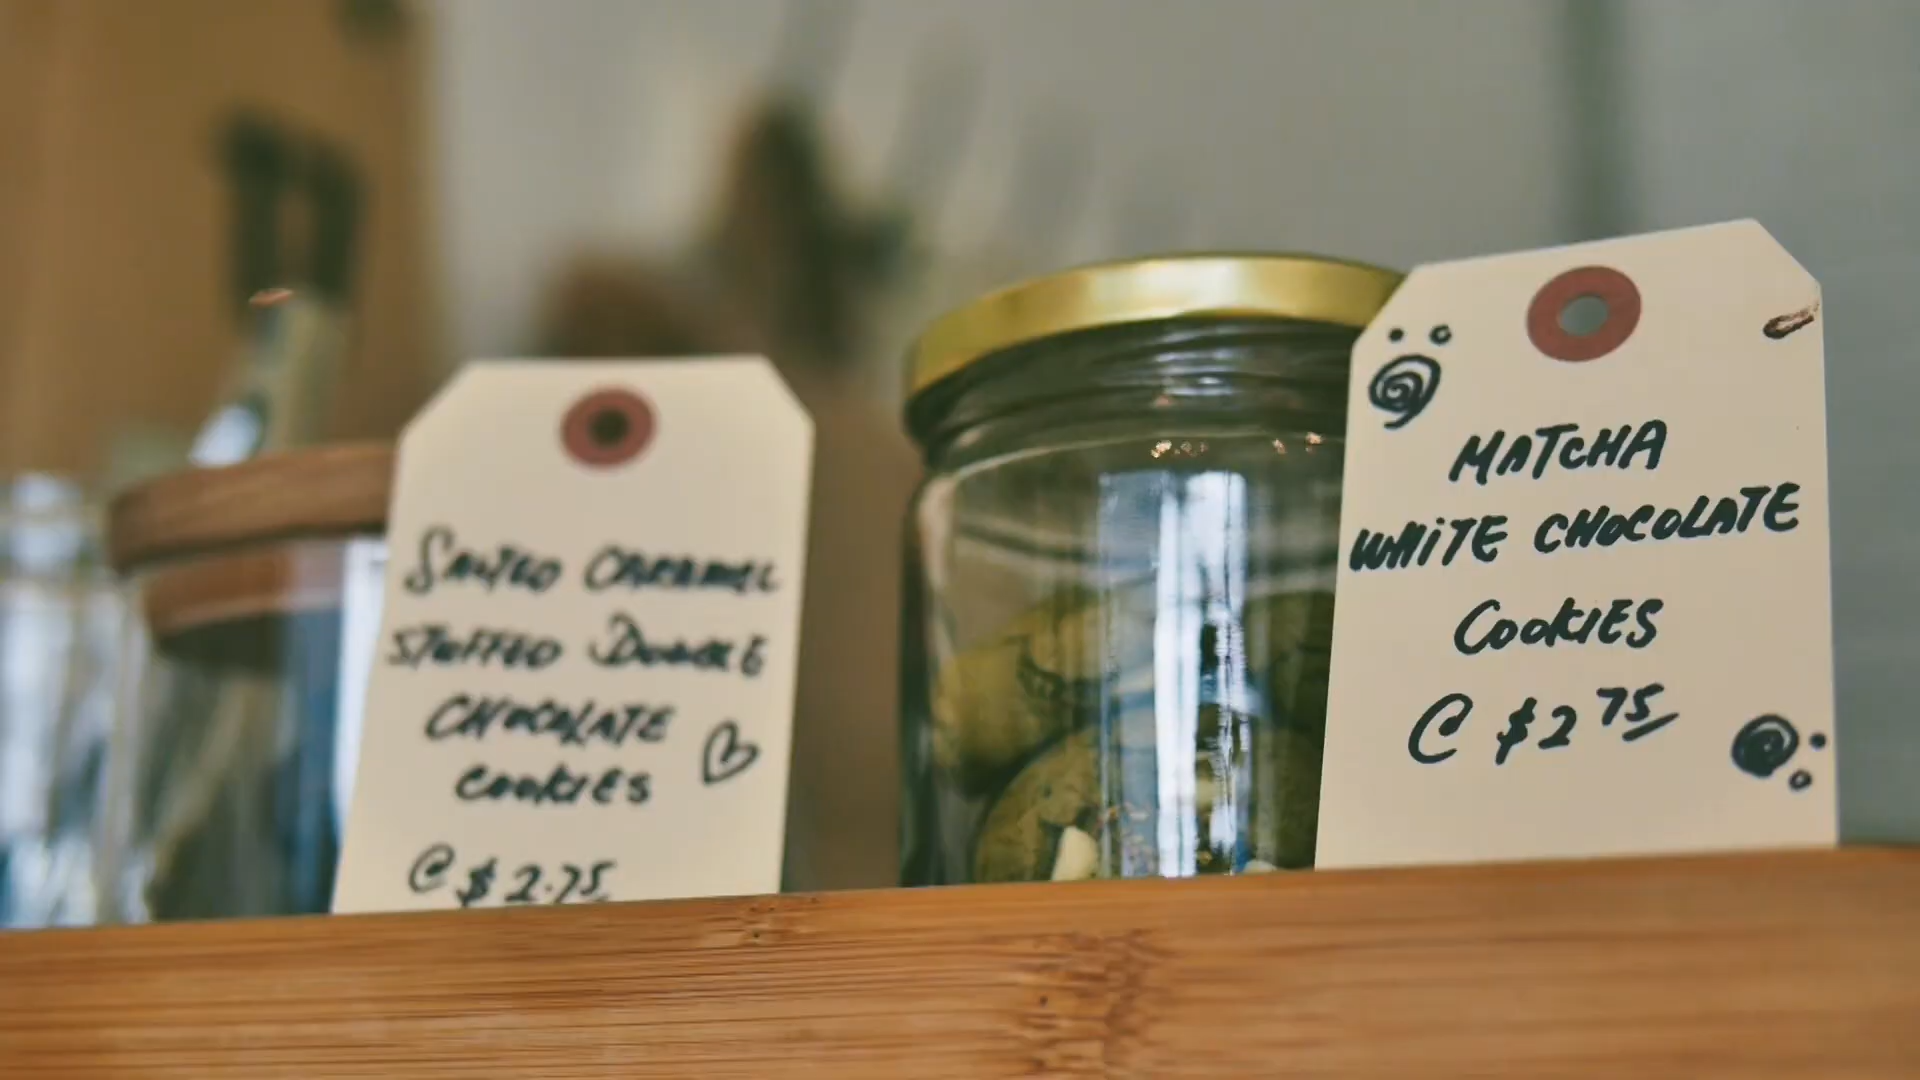 SALTED CARAMEL
STUFFED DOUBLE
CHOCOLATE
COOKIES
@ $2.75
MATCHA
WHITE CHOCOLATE
COOKIES
@ $2 75